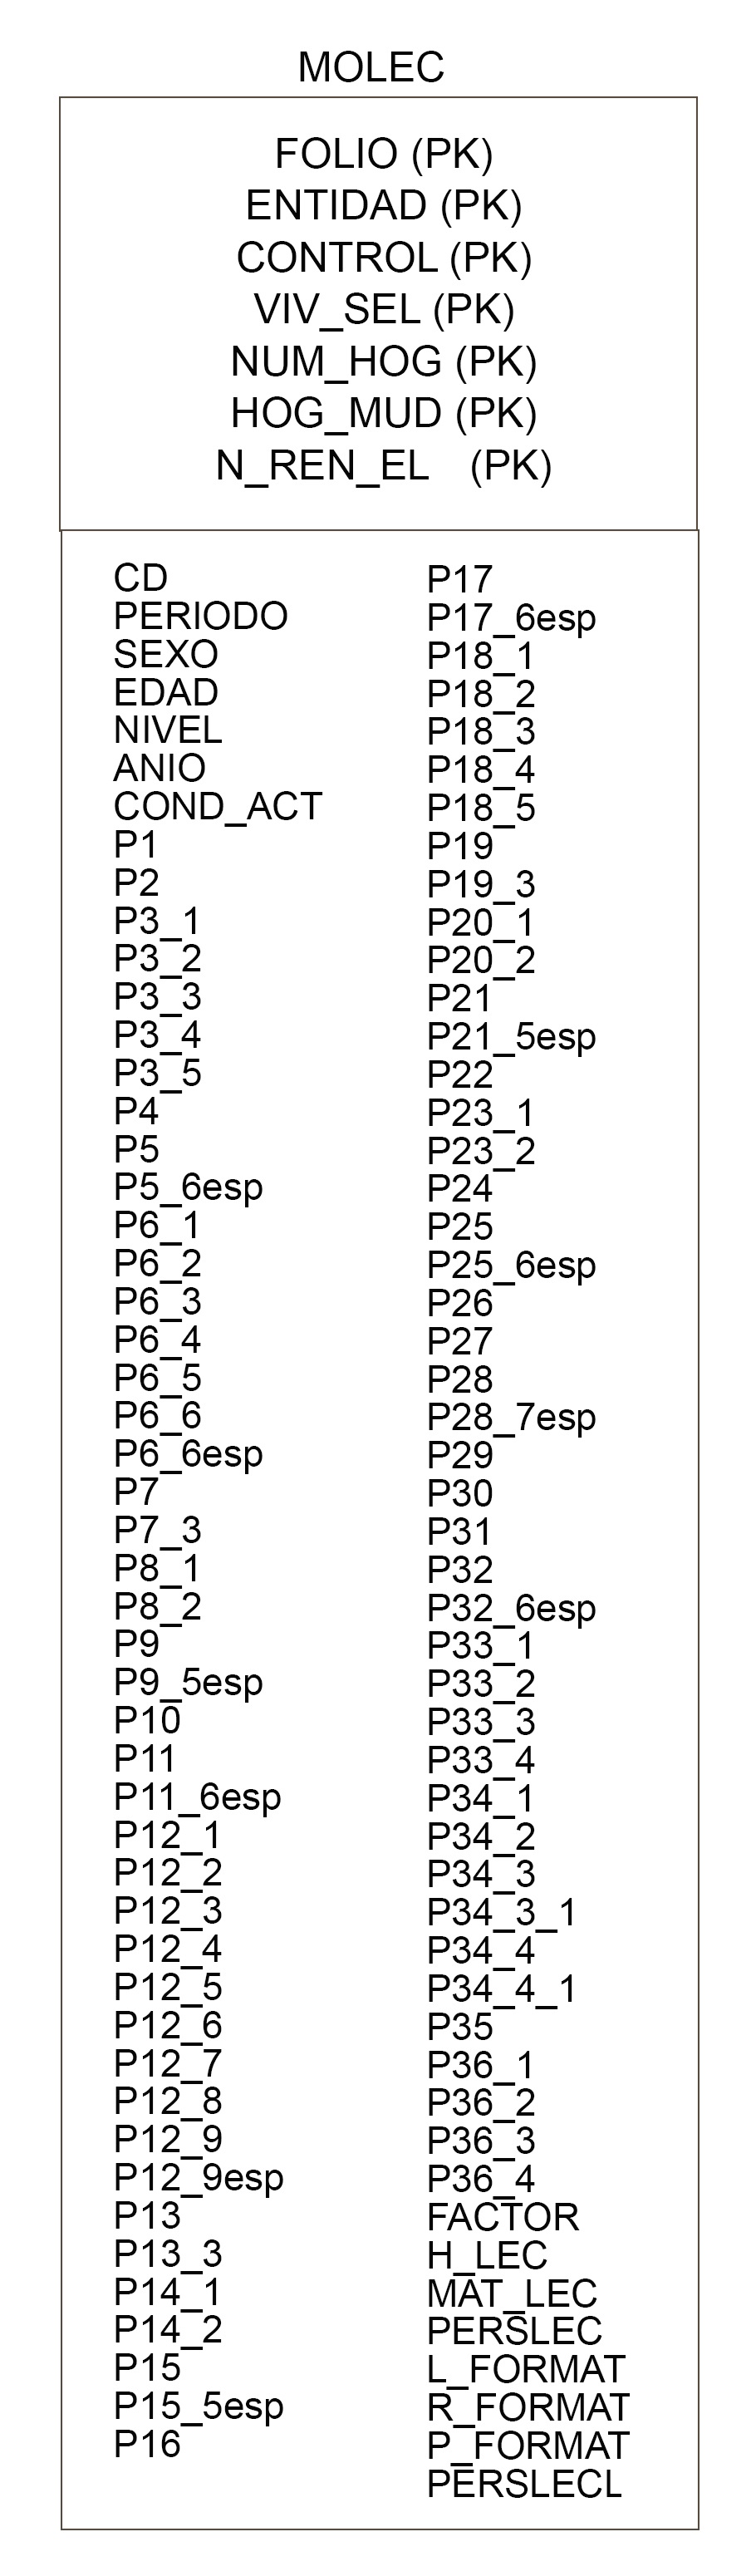 MOLEC
FOLIO (PK)
ENTIDAD (PK)
CONTROL (PK)
VIV_SEL (PK)
NUM_HOG (PK)
HOG_MUD (PK)
N_REN_EL (PK)
CD
PERIODO
SEXO
EDAD
NIVEL
ANIO
COND_ACT
P1
P2
P3_1
P3_2
P3_3
P3_4
P3_5
P4
P5
P5_6esp
P6_1
P6_2
P6_3
P6_4
P6_5
P6_6
P6_6esp
P7
P7_3
P8_1
P8_2
P9
P9_5esp
P10
P11
P11_6esp
P12_1
P12_2
P12_3
P12_4
P12_5
P12_6
P12_7
P12_8
P12_9
P12_9esp
P13
P13_3
P14_1
P14_2
P15
P15_5esp
P16
P17
P17_6esp
P18_1
P18_2
P18_3
P18_4
P18_5
P19
P19_3
P20_1
P20_2
P21
P21_5esp
P22
P23_1
P23_2
P24
P25
P25_6esp
P26
P27
P28
P28_7esp
P29
P30
P31
P32
P32_6esp
P33_1
P33_2
P33_3
P33_4
P34_1
P34_2
P34_3
P34_3_1
P34_4
P34_4_1
P35
P36_1
P36_2
P36_3
P36_4
FACTOR
H_LEC
MAT_LEC
PERSLEC
L_FORMAT
R_FORMAT
P_FORMAT
PERSLECL